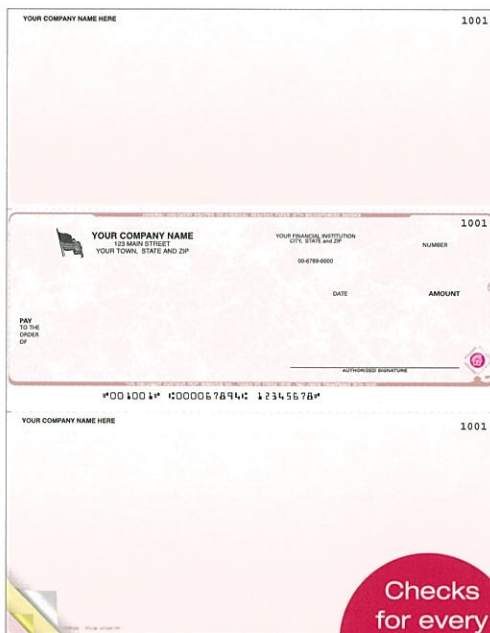 YOUR COMPANY NAME HERE
1001
1001
YOUR COMPANY NAME
123 MAIN STREET
YOUR TOWN, STATE AND ZIP
YOUR FINANCIAL INSTITUTION
CITY, STATE and ZIP
00-6789-0000
NUMBER
DATE
AMOUNT
PAY
TO THE
ORDER
OF
AUTHORIZED SIGNATURE
⑈001001⑈ ⑆000067894⑆ 12345678⑈
YOUR COMPANY NAME HERE
1001
Checks
for every